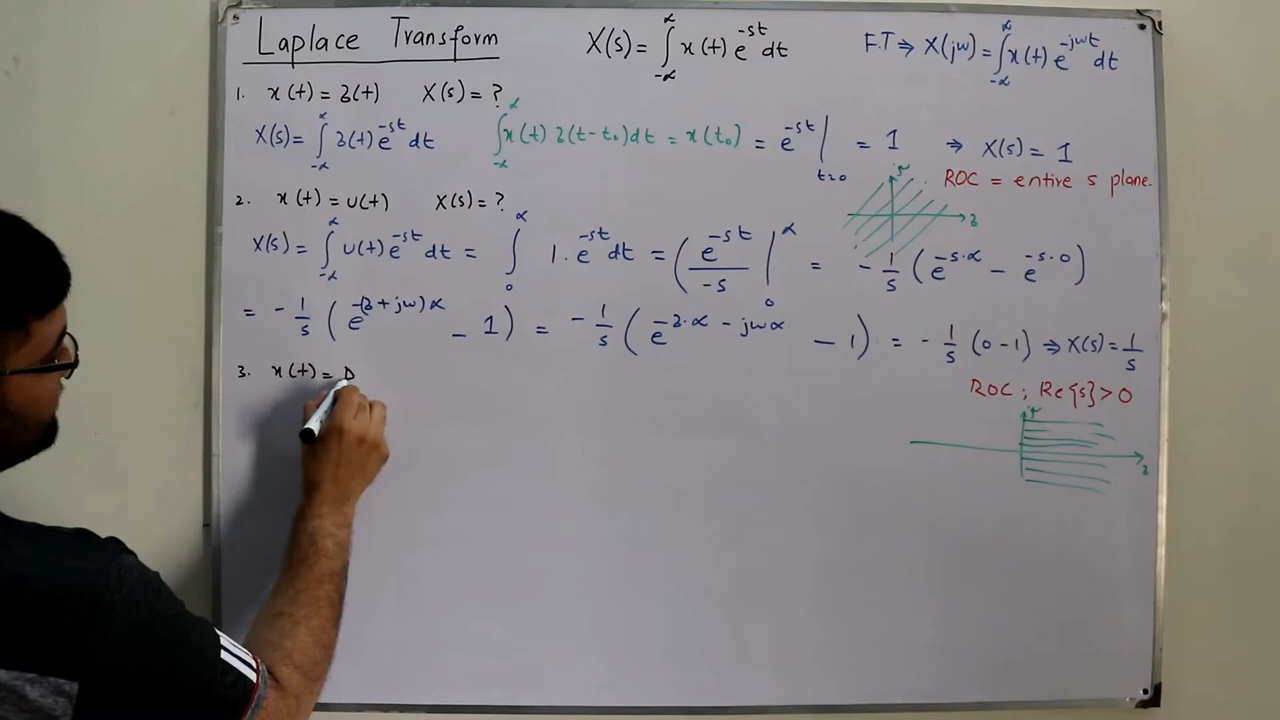 Laplace Transform
X(s) = ∫_{-∝}^{∝} x(t) e^{-st} dt
F.T ⇒ X(jw) = ∫_{-∝}^{∝} x(t) e^{-jwt} dt
1. x(t) = δ(t) X(s) = ?
X(s) = ∫_{-∝}^{∝} δ(t) e^{-st} dt ∫_{-∝}^{∝} x(t) δ(t-t₀) dt = x(t₀) = e^{-st} |_{t=0} = 1 ⇒ X(s) = 1
ROC = entire s plane.
2. x(t) = u(t) X(s) = ?
X(s) = ∫_{-∝}^{∝} u(t) e^{-st} dt = ∫_{0}^{∝} 1 . e^{-st} dt = ( e^{-st} / -s |_{0}^{∝} = - 1/s ( e^{-s.∝} - e^{-s.0} )
= - 1/s ( e^{-(σ+jw)∝} - 1 ) = - 1/s ( e^{-σ.∝ - jw∝} - 1 ) = - 1/s (0-1) ⇒ X(s) = 1/s
3. x(t) =
ROC ; Re{s} > 0